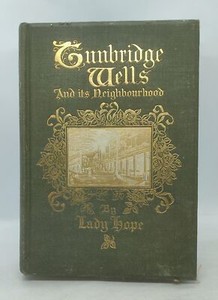 Tunbridge
Wells
And its Neighbourhood
By
Lady Hope